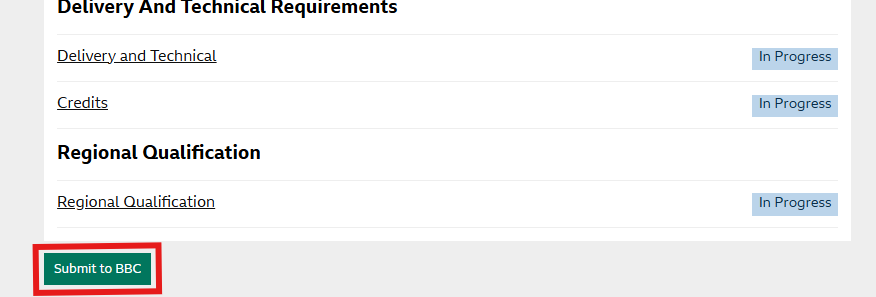 Delivery And Technical Requirements
Delivery and Technical In Progress
Credits In Progress
Regional Qualification
Regional Qualification In Progress
Submit to BBC